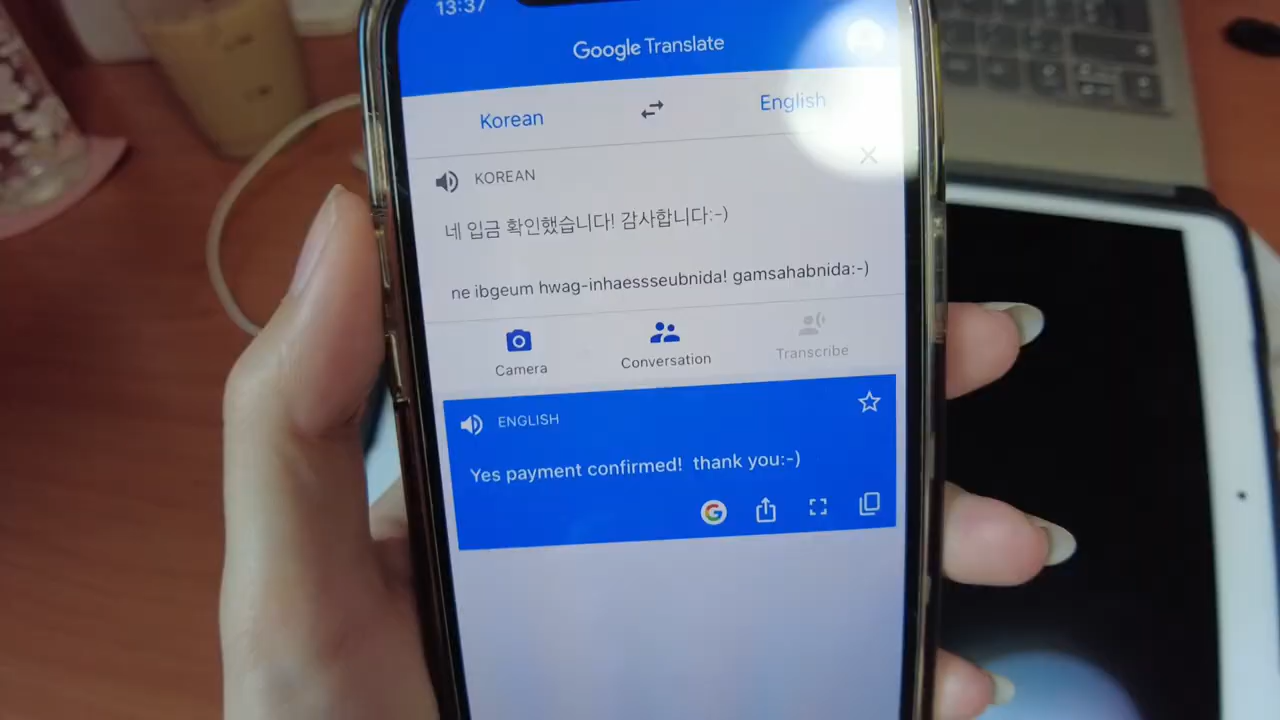 13:37
Google Translate
Korean
English
KOREAN
네 입금 확인했습니다! 감사합니다:-)
ne ibgeum hwag-inhaessseubnida! gamsahabnida:-)
Camera
Conversation
Transcribe
ENGLISH
Yes payment confirmed! thank you:-)
G